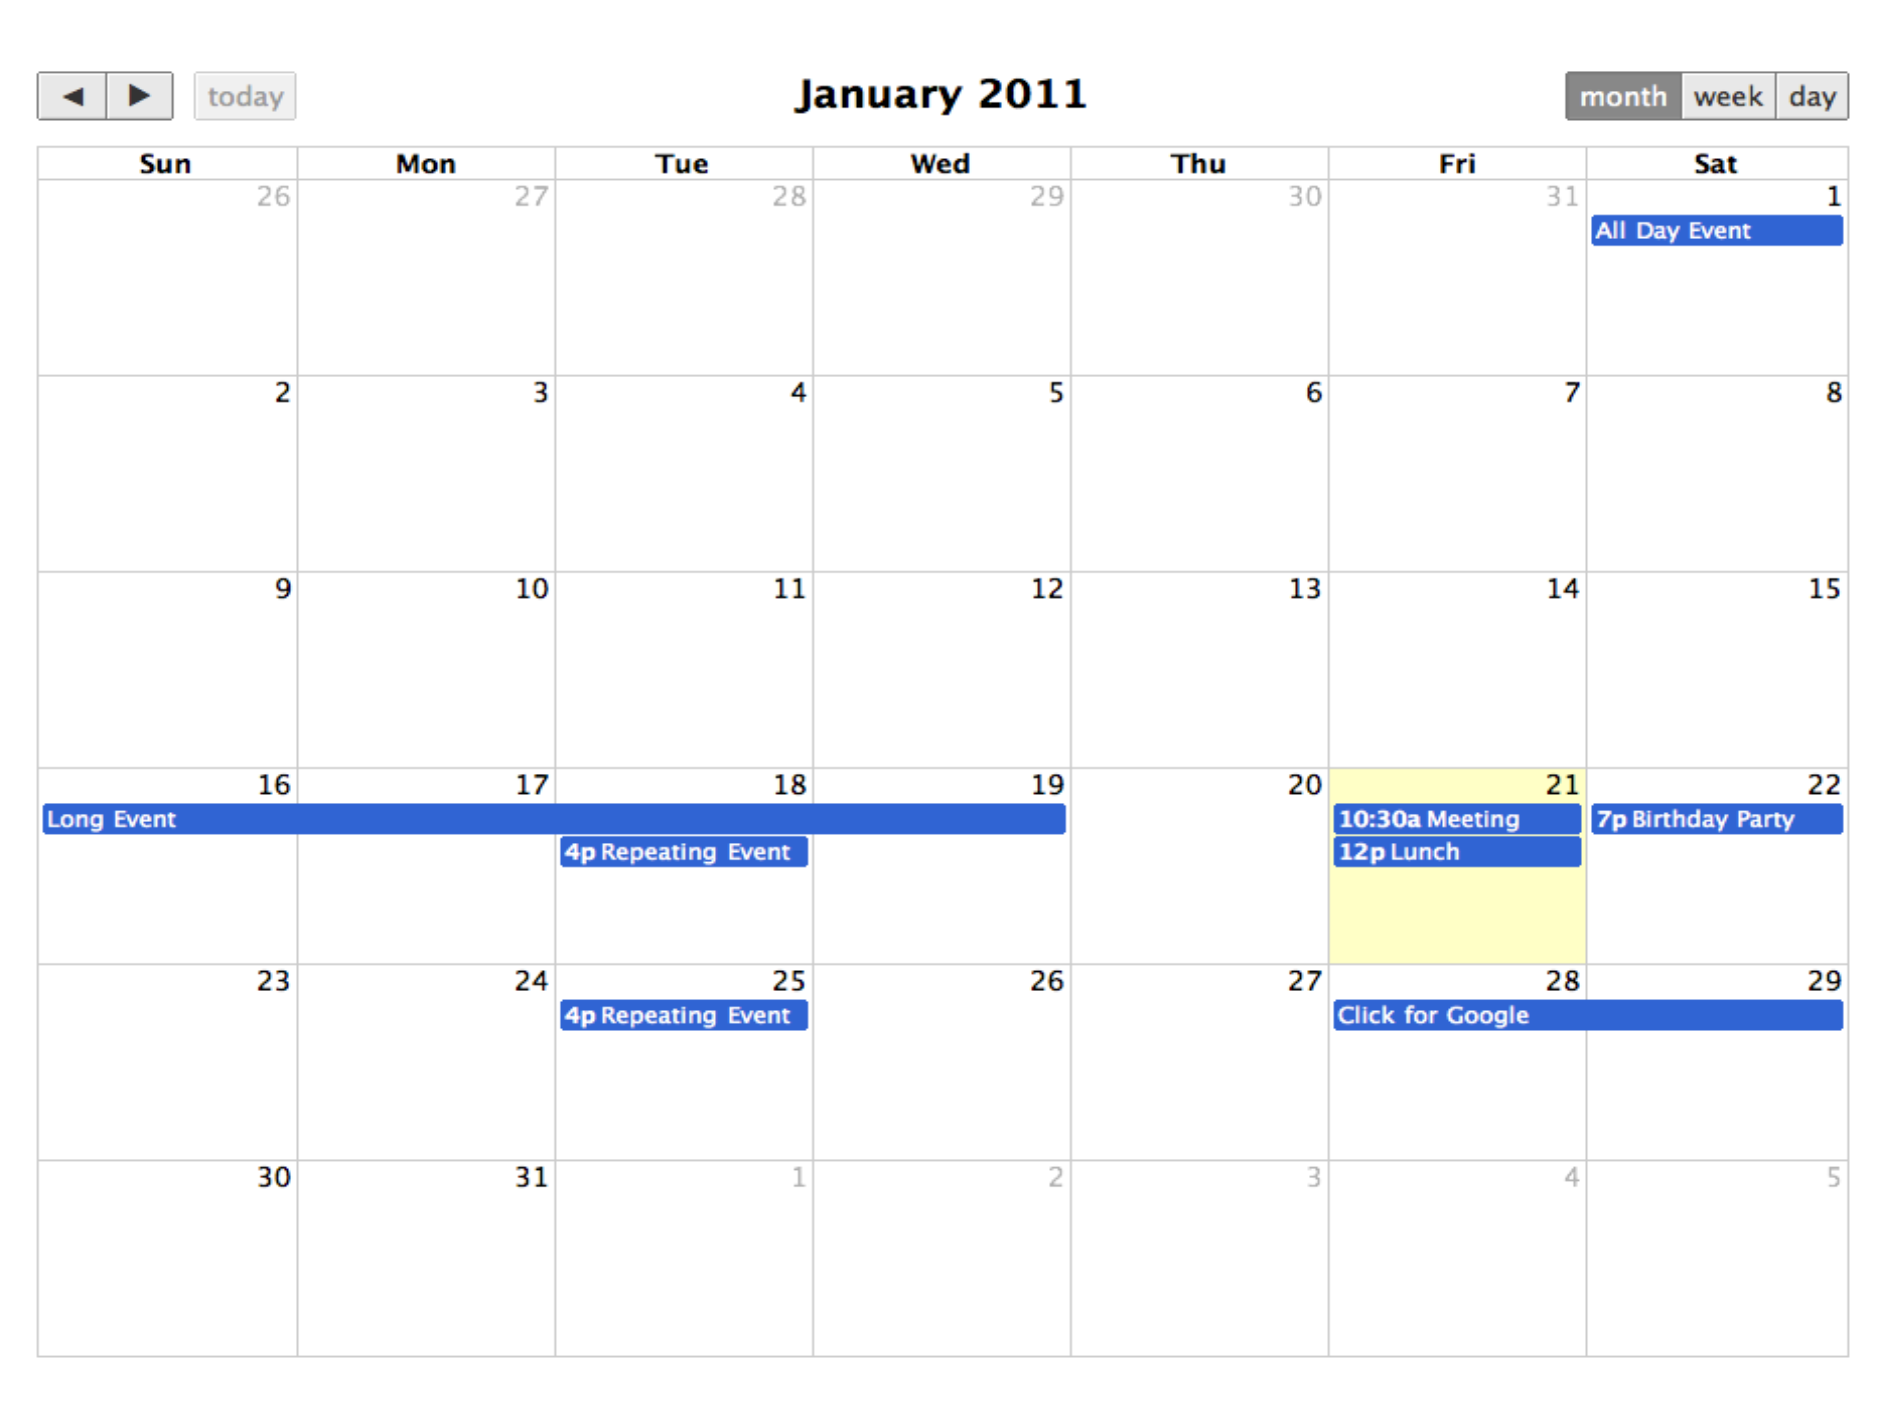 ◄ ► today January 2011 month week day
Sun Mon Tue Wed Thu Fri Sat
26 27 28 29 30 31 1
All Day Event
2 3 4 5 6 7 8
9 10 11 12 13 14 15
16 17 18 19 20 21 22
Long Event 10:30a Meeting 7p Birthday Party
4p Repeating Event 12p Lunch
23 24 25 26 27 28 29
4p Repeating Event Click for Google
30 31 1 2 3 4 5